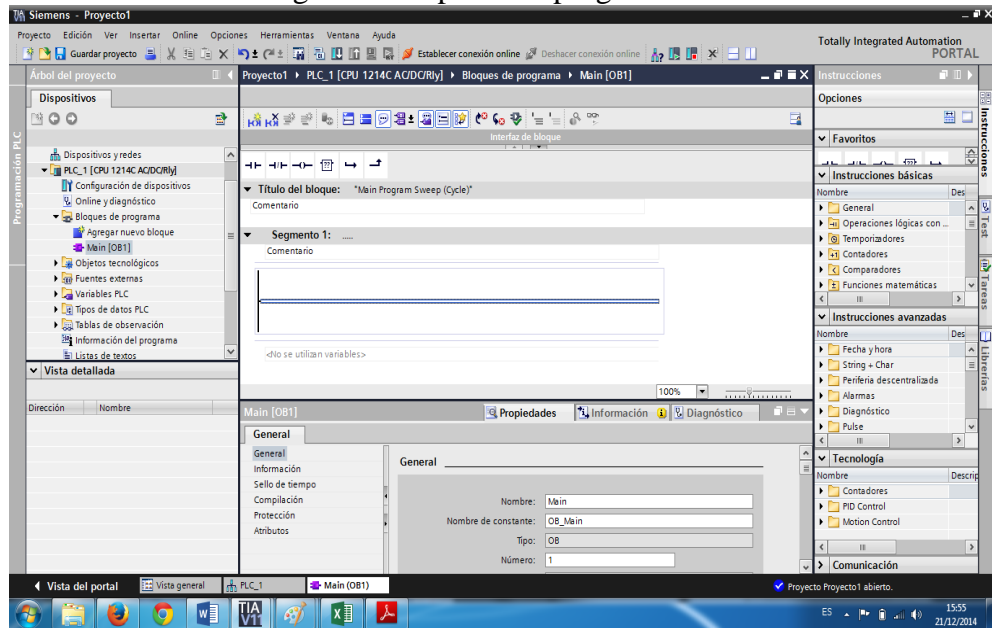 Siemens - Proyecto1
Proyecto Edición Ver Insertar Online Opciones Herramientas Ventana Ayuda
Guardar proyecto
Establecer conexión online
Deshacer conexión online
Totally Integrated Automation
PORTAL
Árbol del proyecto
Proyecto1 PLC_1 [CPU 1214C AC/DC/Rly] Bloques de programa Main [OB1]
Instrucciones
Dispositivos
Opciones
Programación PLC
Dispositivos y redes
PLC_1 [CPU 1214C AC/DC/Rly]
Configuración de dispositivos
Online y diagnóstico
Bloques de programa
Agregar nuevo bloque
Main [OB1]
Objetos tecnológicos
Fuentes externas
Variables PLC
Tipos de datos PLC
Tablas de observación
Información del programa
Listas de textos
Vista detallada
Dirección Nombre
Interfaz de bloque
Título del bloque: "Main Program Sweep (Cycle)"
Comentario
Segmento 1: .....
Comentario
<No se utilizan variables>
100%
Main [OB1]
Propiedades Información Diagnóstico
General
General
Información
Sello de tiempo
Compilación
Protección
Atributos
General
Nombre: Main
Nombre de constante: OB_Main
Tipo: OB
Número: 1
Favoritos
Instrucciones básicas
Nombre Des
General
Operaciones lógicas con ...
Temporizadores
Contadores
Comparadores
Funciones matemáticas
Instrucciones avanzadas
Nombre Des
Fecha y hora
String + Char
Periferia descentralizada
Alarmas
Diagnóstico
Pulse
Tecnología
Nombre Descrip
Contadores
PID Control
Motion Control
Comunicación
Instrucciones
Test
Tareas
Librerías
Vista del portal Vista general PLC_1 Main (OB1)
Proyecto Proyecto1 abierto.
TIA V11
ES
15:55
21/12/2014